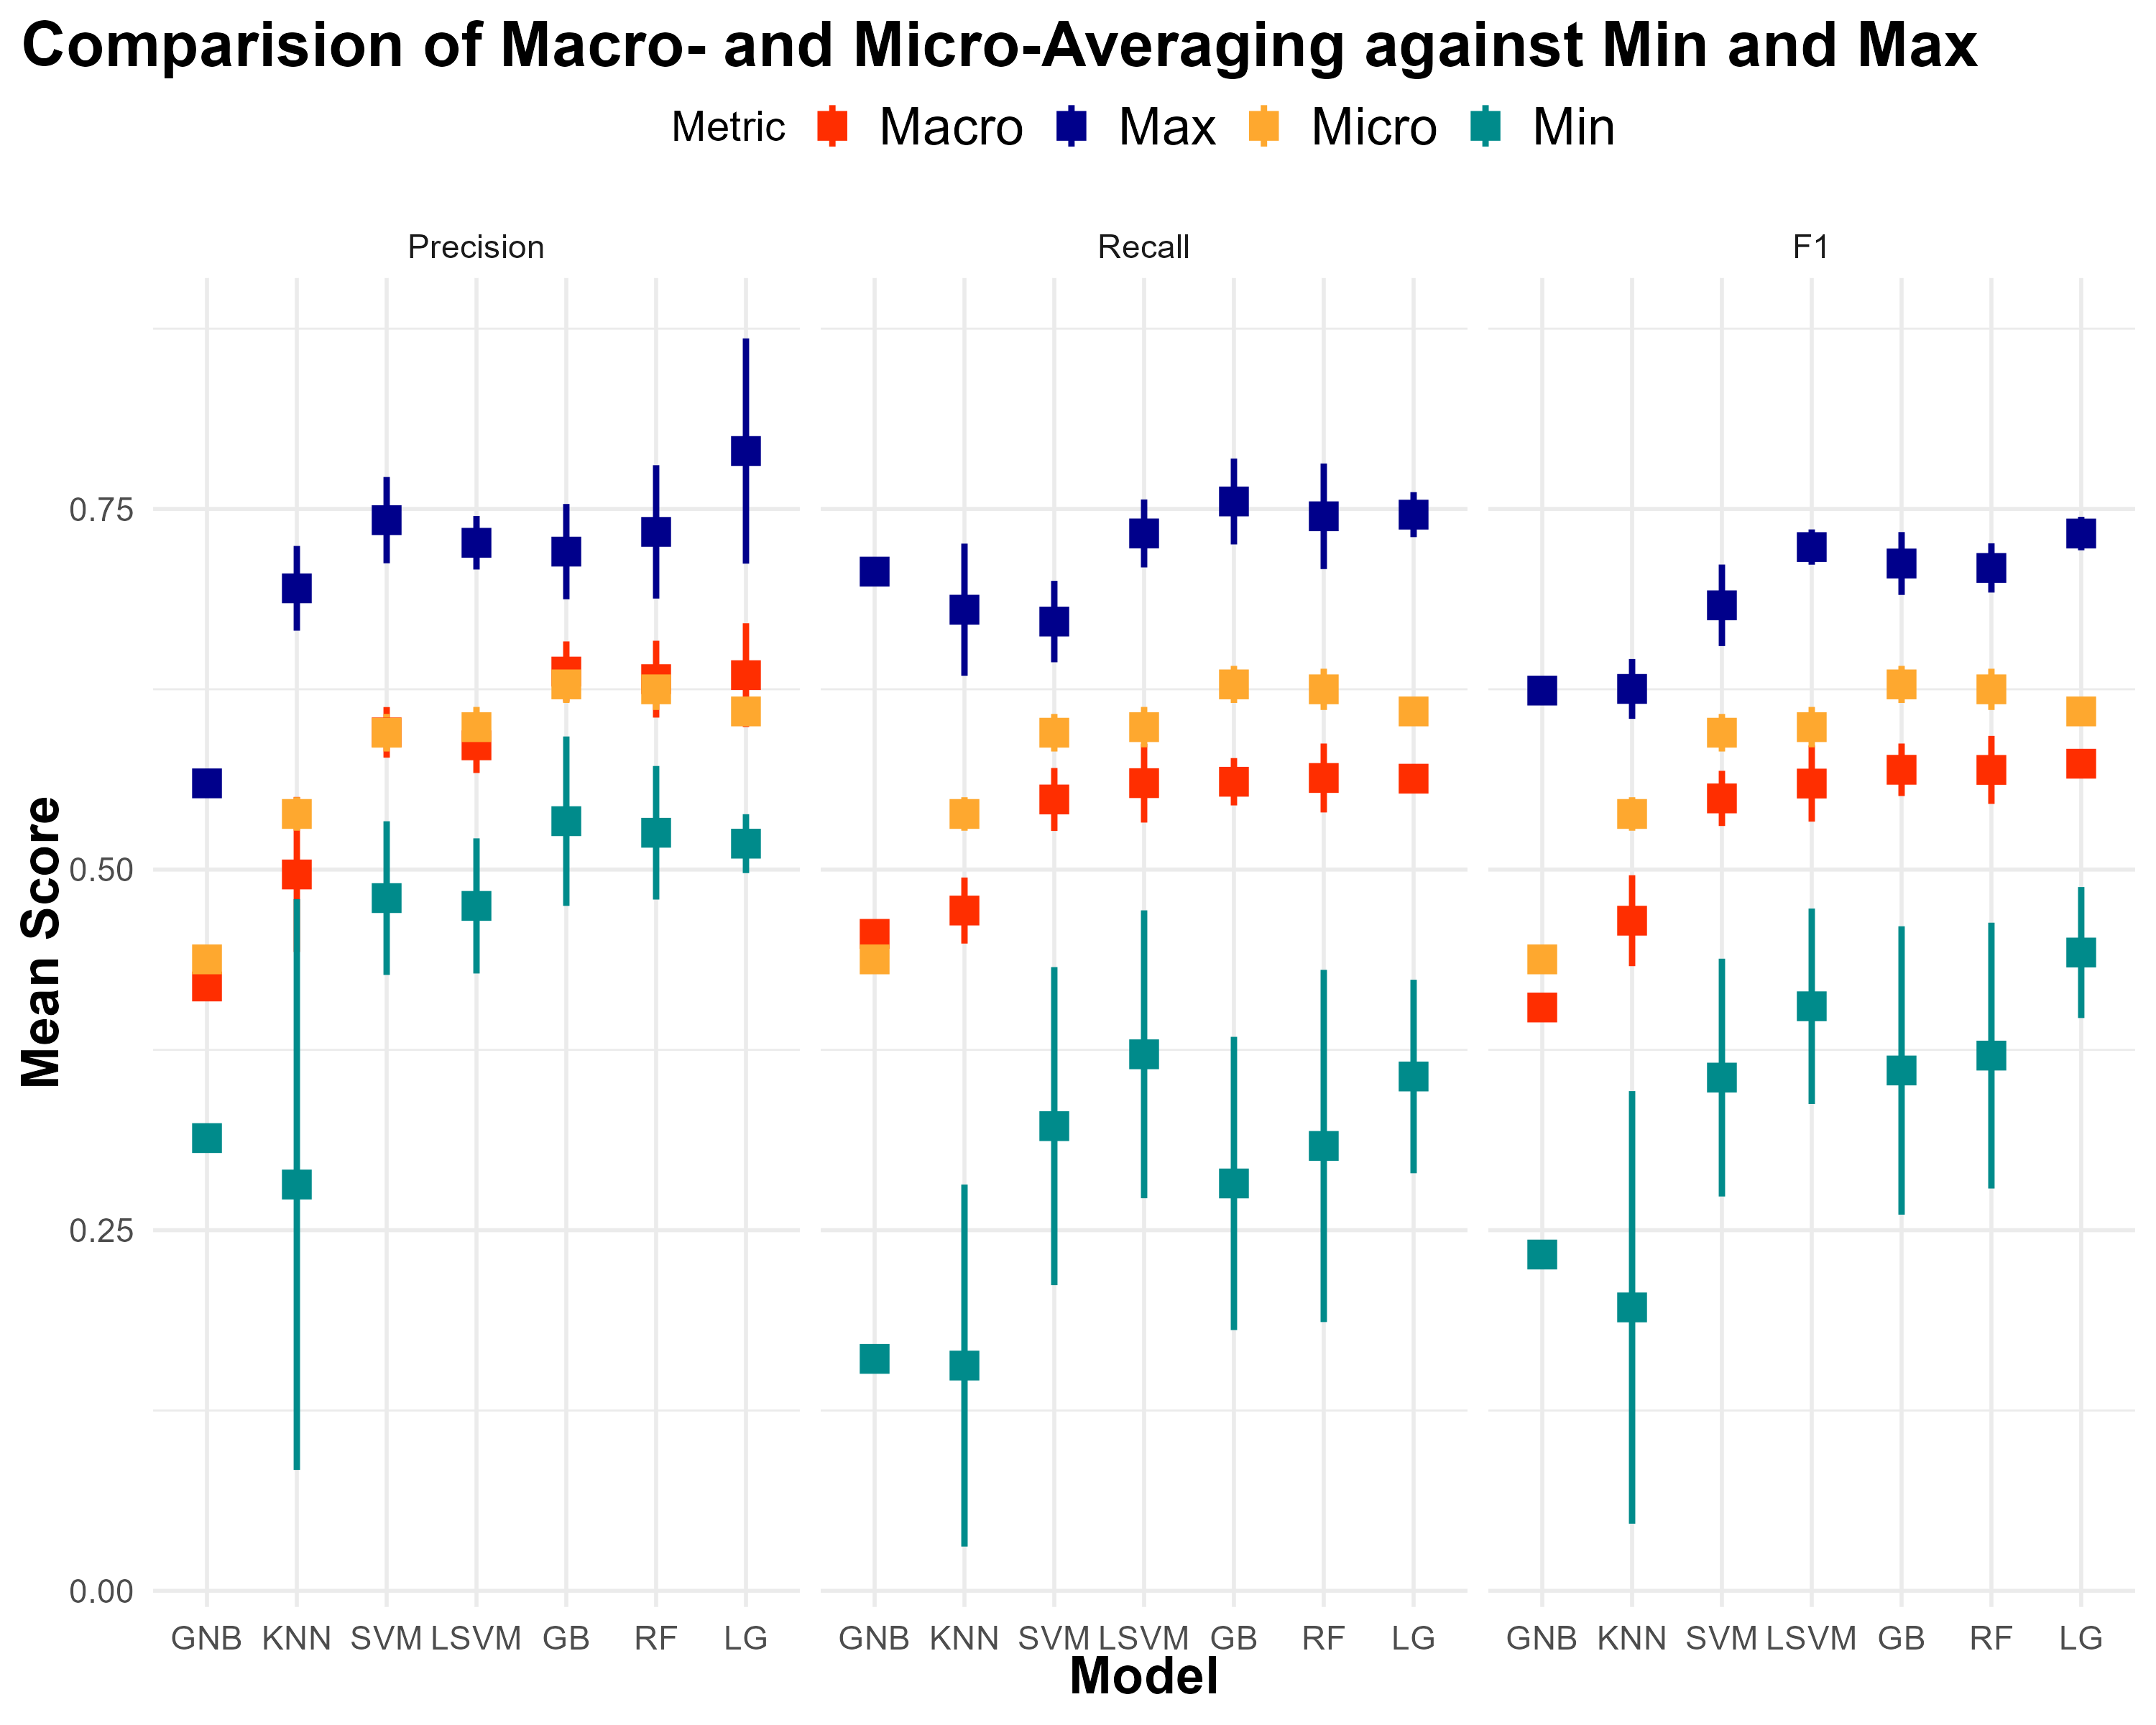 Comparision of Macro- and Micro-Averaging against Min and Max
Metric Macro Max Micro Min
Precision Recall F1
Mean Score
0.75
0.50
0.25
0.00
GNB KNN SVM LSVM GB RF LG GNB KNN SVM LSVM GB RF LG GNB KNN SVM LSVM GB RF LG
Model